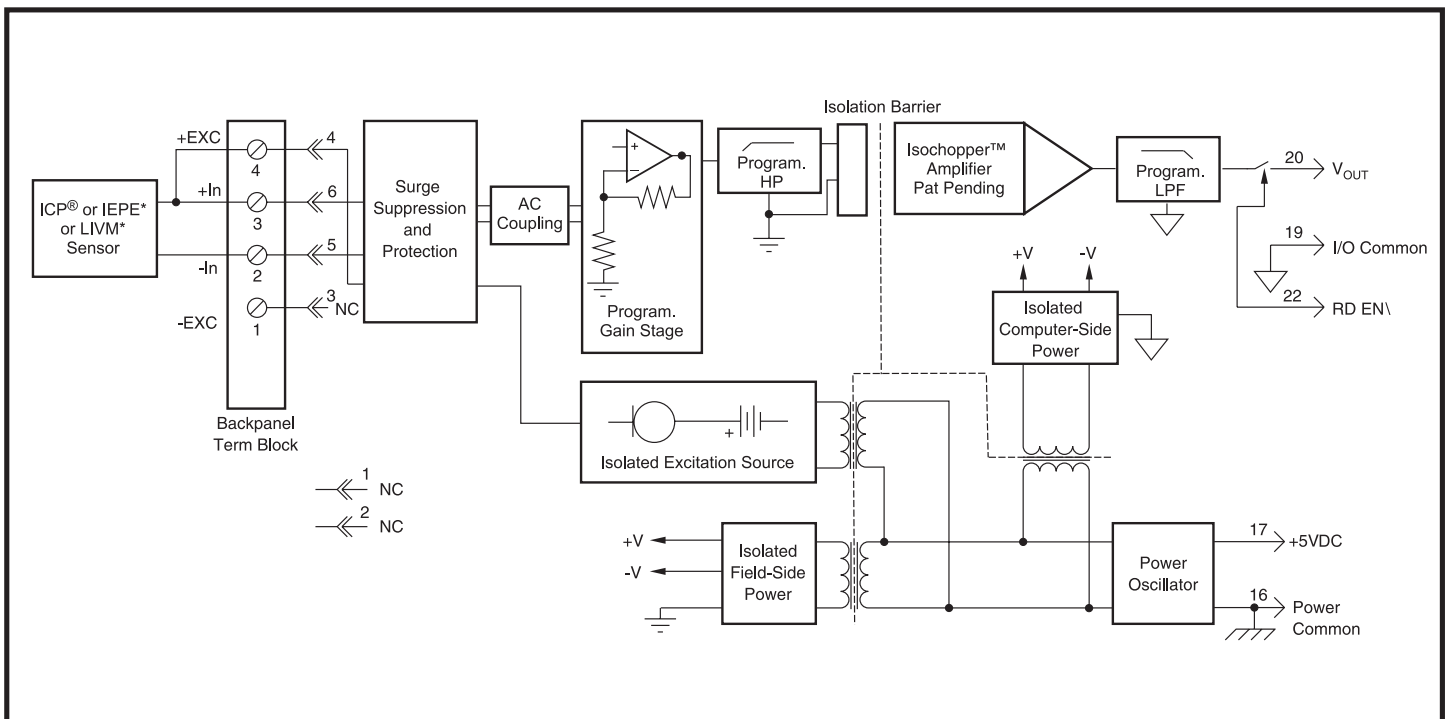 Isolation Barrier
+EXC
4
4
+In
6
3
-In
5
2
3
NC
-EXC
1
ICP® or IEPE*
or LIVM*
Sensor
Backpanel
Term Block
Surge
Suppression
and
Protection
AC
Coupling
+
–
Program.
Gain Stage
Program.
HP
Isochopper™
Amplifier
Pat Pending
Program.
LPF
20
VOUT
19
I/O Common
22
RD EN\
+V
-V
Isolated
Computer-Side
Power
+
Isolated Excitation Source
1
NC
2
NC
+V
-V
Isolated
Field-Side
Power
Power
Oscillator
17
+5VDC
16
Power
Common